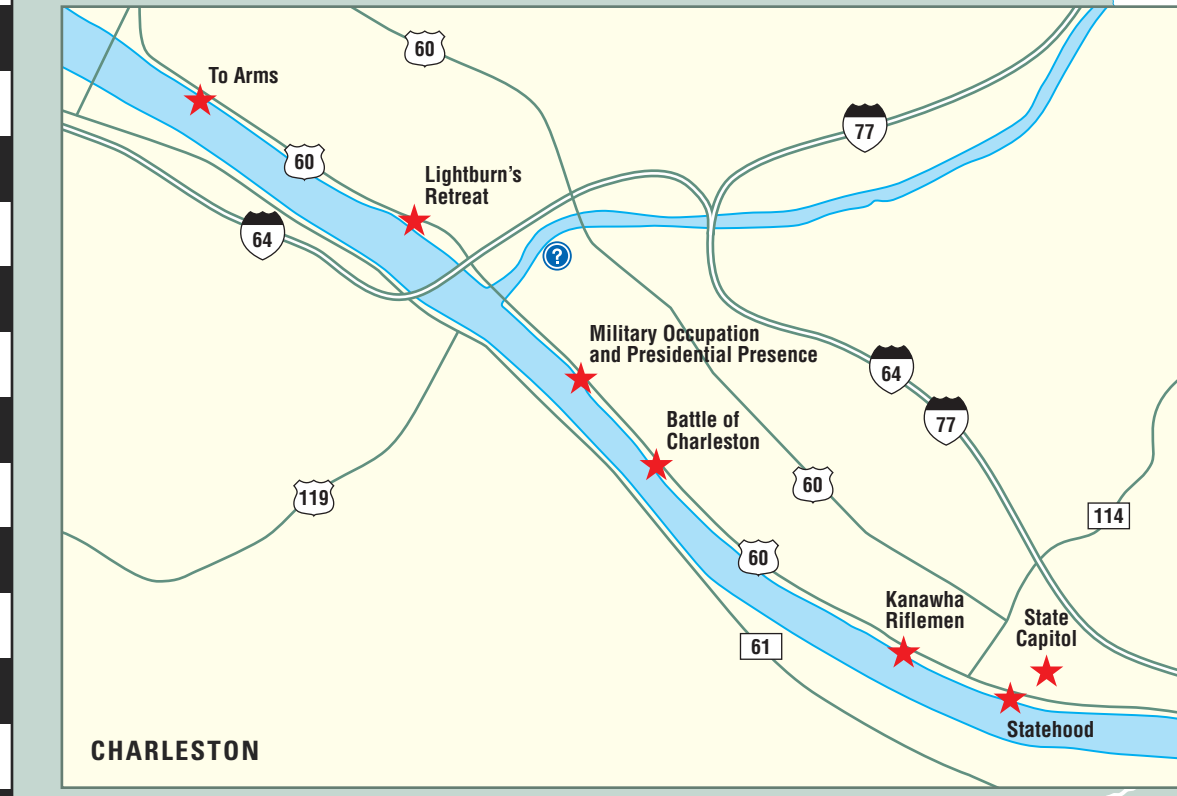 60
To Arms
77
60
Lightburn's
Retreat
64
?
Military Occupation
and Presidential Presence
64
77
Battle of
Charleston
60
119
114
60
Kanawha
Riflemen
State
Capitol
61
Statehood
CHARLESTON